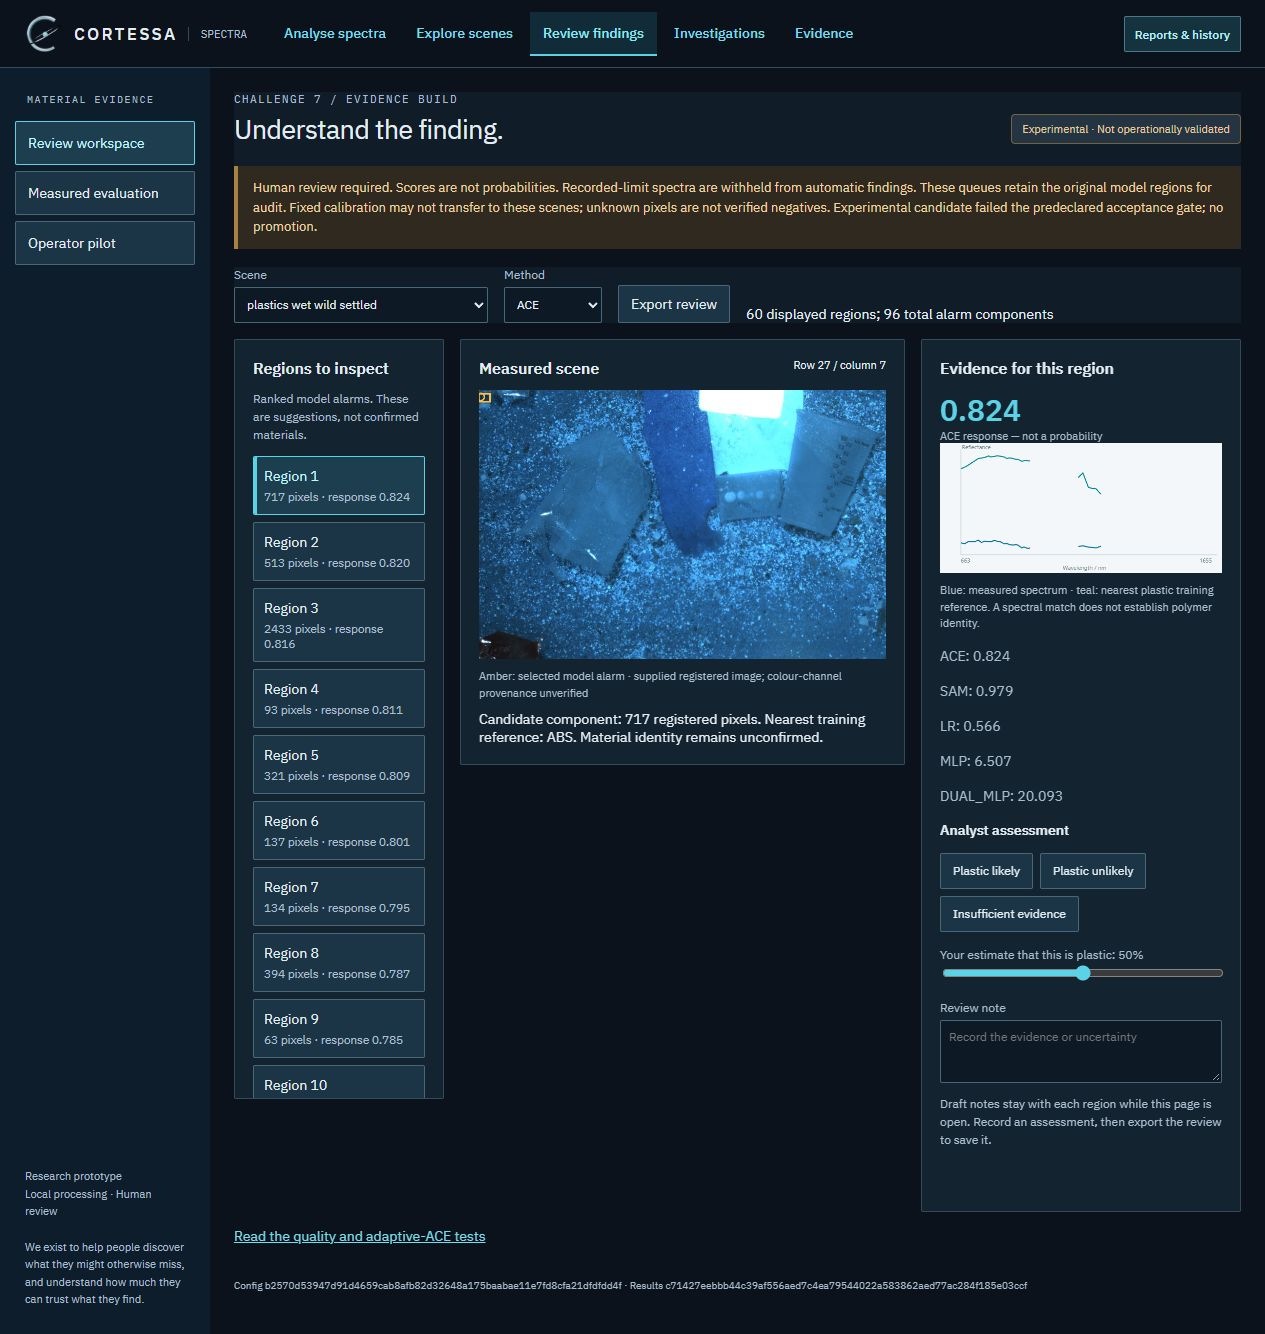 CORTESSA
SPECTRA
Analyse spectra
Explore scenes
Review findings
Investigations
Evidence
Reports & history
MATERIAL EVIDENCE
Review workspace
Measured evaluation
Operator pilot
CHALLENGE 7 / EVIDENCE BUILD
Understand the finding.
Experimental · Not operationally validated
Human review required. Scores are not probabilities. Recorded-limit spectra are withheld from automatic findings. These queues retain the original model regions for
audit. Fixed calibration may not transfer to these scenes; unknown pixels are not verified negatives. Experimental candidate failed the predeclared acceptance gate; no
promotion.
Scene
Method
plastics wet wild settled
ACE
Export review
60 displayed regions; 96 total alarm components
Regions to inspect
Ranked model alarms. These
are suggestions, not confirmed
materials.
Region 1
717 pixels · response 0.824
Region 2
513 pixels · response 0.820
Region 3
2433 pixels · response
0.816
Region 4
93 pixels · response 0.811
Region 5
321 pixels · response 0.809
Region 6
137 pixels · response 0.801
Region 7
134 pixels · response 0.795
Region 8
394 pixels · response 0.787
Region 9
63 pixels · response 0.785
Region 10
Measured scene
Row 27 / column 7
Amber: selected model alarm · supplied registered image; colour-channel
provenance unverified
Candidate component: 717 registered pixels. Nearest training
reference: ABS. Material identity remains unconfirmed.
Evidence for this region
0.824
ACE response — not a probability
Reflectance
663
1655
Wavelength / nm
Blue: measured spectrum · teal: nearest plastic training
reference. A spectral match does not establish polymer
identity.
ACE: 0.824
SAM: 0.979
LR: 0.566
MLP: 6.507
DUAL_MLP: 20.093
Analyst assessment
Plastic likely
Plastic unlikely
Insufficient evidence
Your estimate that this is plastic: 50%
Review note
Record the evidence or uncertainty
Draft notes stay with each region while this page is
open. Record an assessment, then export the review
to save it.
Research prototype
Local processing · Human
review
We exist to help people discover
what they might otherwise miss,
and understand how much they
can trust what they find.
Read the quality and adaptive-ACE tests
Config b2570d53947d91d4659cab8afb82d32648a175baabae11e7fd8cfa21dfdfdd4f · Results c71427eebbb44c39af556aed7c4ea79544022a583862aed77ac284f185e03ccf